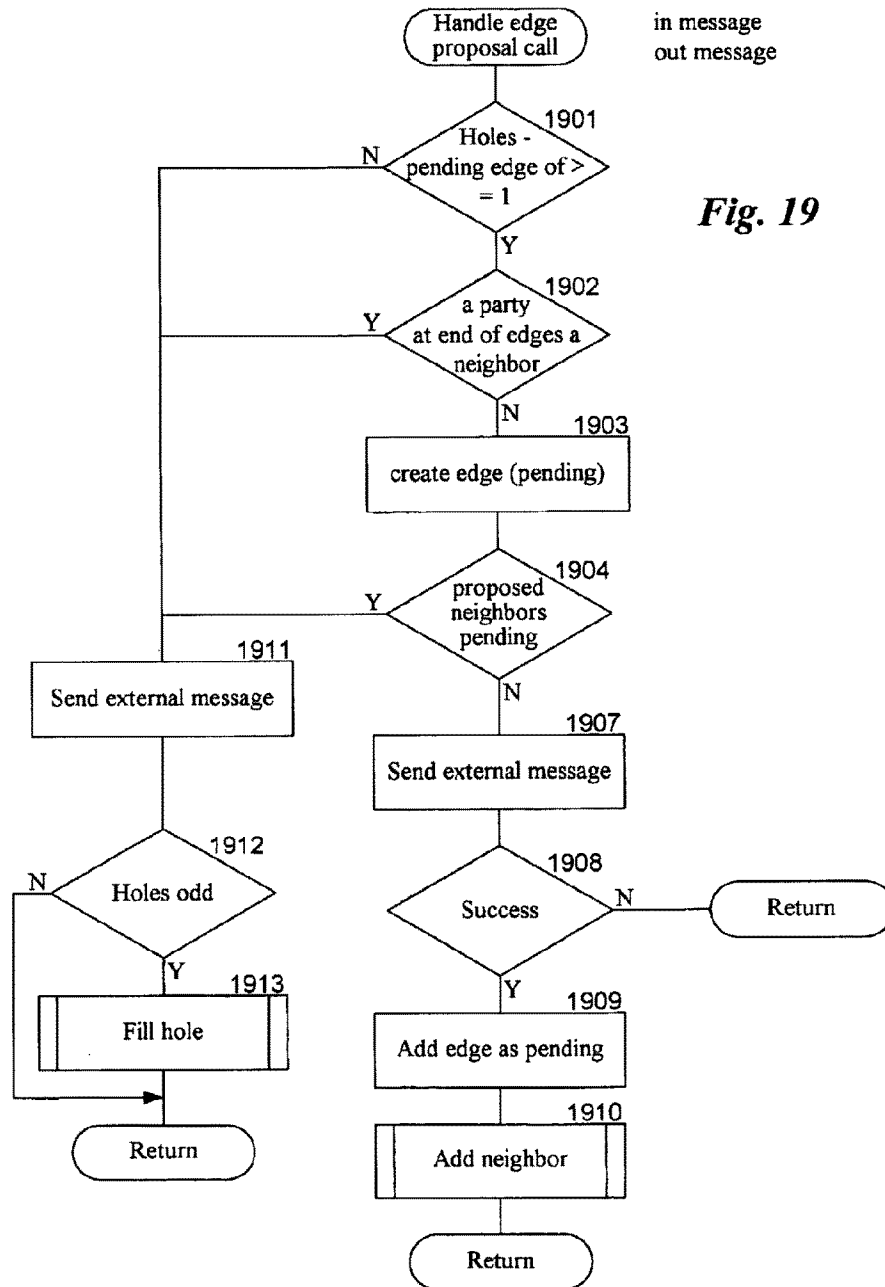 Handle edge
proposal call
in message
out message
1901
Holes -
pending edge of >
= 1
N
Y
Fig. 19
1902
a party
at end of edges a
neighbor
Y
N
1903
create edge (pending)
1904
proposed
neighbors
pending
Y
N
1911
Send external message
1907
Send external message
1912
Holes odd
N
Y
1908
Success
N
Return
Y
1913
Fill hole
1909
Add edge as pending
1910
Add neighbor
Return
Return